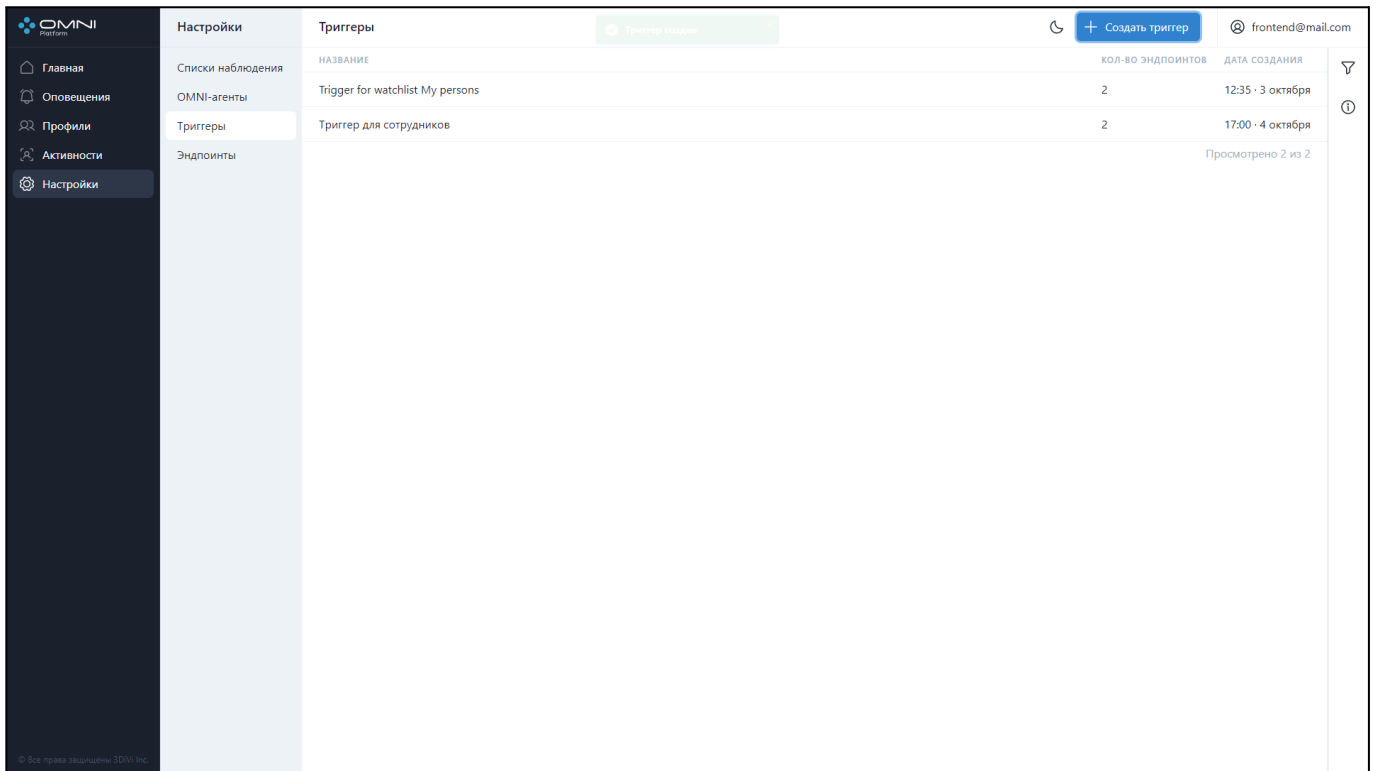 OMNI
Platform
Главная
Оповещения
Профили
Активности
Настройки
© Все права защищены 3DiVi Inc.
Настройки
Списки наблюдения
OMNI-агенты
Триггеры
Эндпоинты
Триггеры
Триггер создан
Создать триггер
frontend@mail.com
НАЗВАНИЕ КОЛ-ВО ЭНДПОИНТОВ ДАТА СОЗДАНИЯ
Trigger for watchlist My persons 2 12:35 · 3 октября
Триггер для сотрудников 2 17:00 · 4 октября
Просмотрено 2 из 2